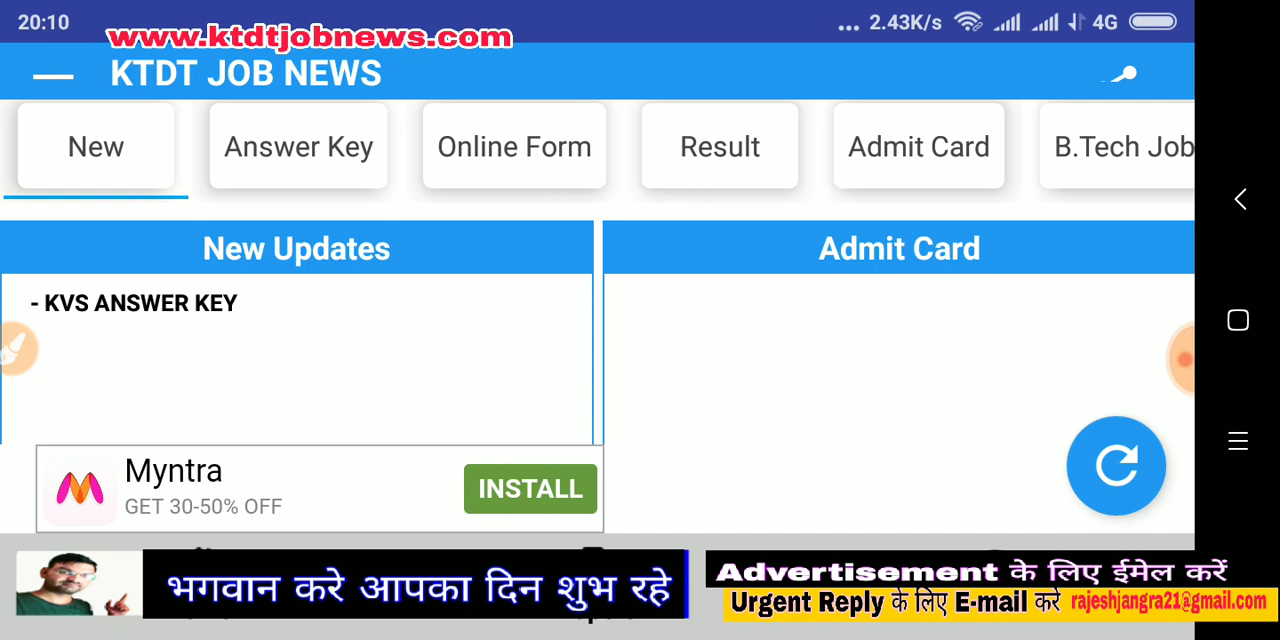 20:10
... 2.43K/s 4G
www.ktdtjobnews.com
KTDT JOB NEWS
New
Answer Key
Online Form
Result
Admit Card
B.Tech Job
New Updates
Admit Card
- KVS ANSWER KEY
Myntra
GET 30-50% OFF
INSTALL
भगवान करे आपका दिन शुभ रहे
Advertisement के लिए ईमेल करें
Urgent Reply के लिए E-mail करे rajeshjangra21@gmail.com